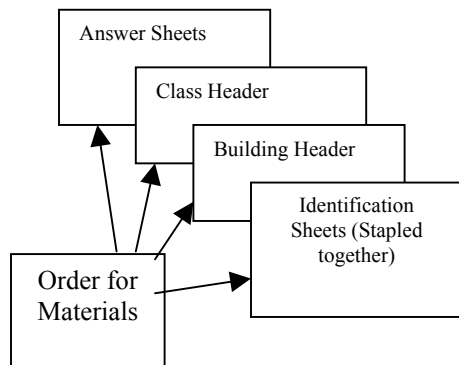 Answer Sheets
Class Header
Building Header
Identification
Sheets (Stapled
together)
Order for
Materials